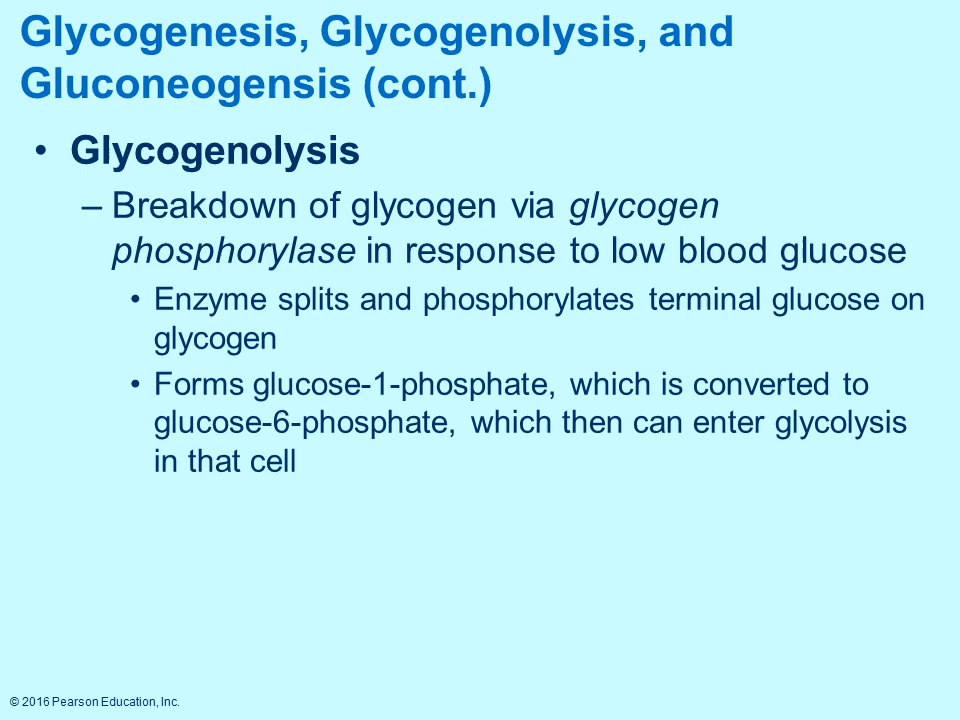 Glycogenesis, Glycogenolysis, and
Gluconeogensis (cont.)
• Glycogenolysis
– Breakdown of glycogen via glycogen
phosphorylase in response to low blood glucose
• Enzyme splits and phosphorylates terminal glucose on
glycogen
• Forms glucose-1-phosphate, which is converted to
glucose-6-phosphate, which then can enter glycolysis
in that cell
© 2016 Pearson Education, Inc.